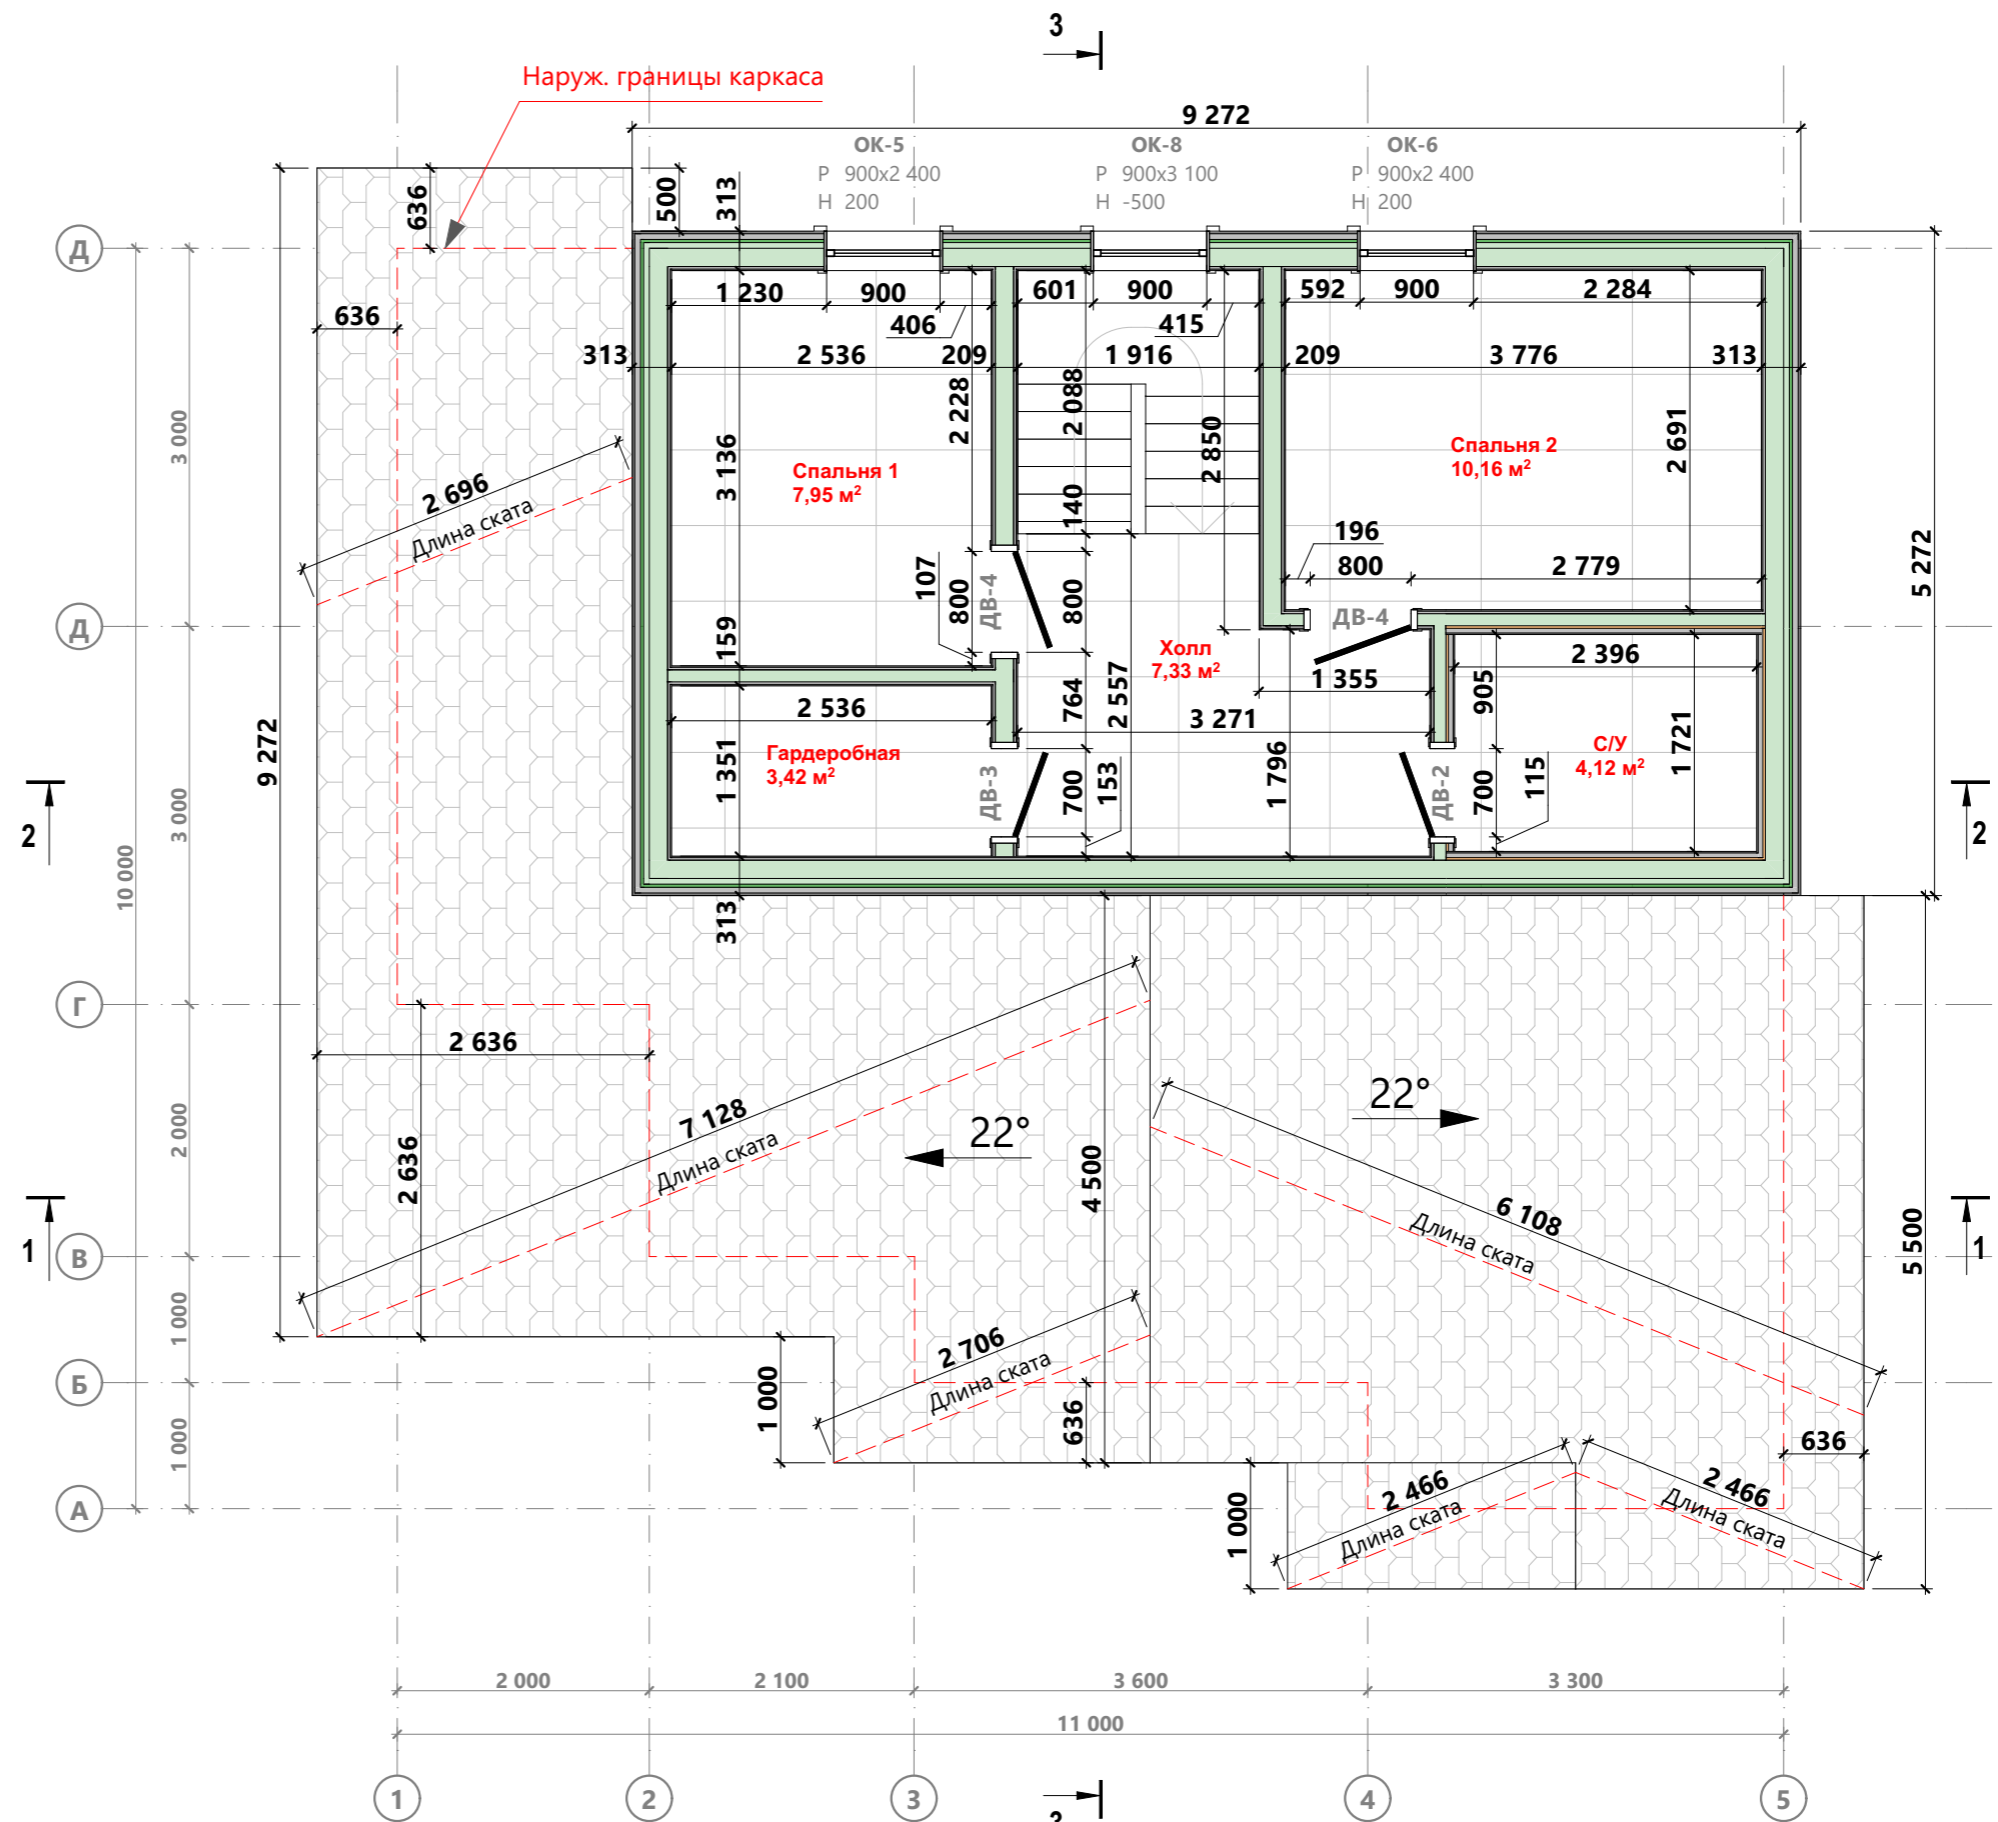 3
Наруж. границы каркаса
9 272
ОК-5
Р 900x2 400
Н 200
ОК-8
Р 900x3 100
Н -500
ОК-6
Р 900x2 400
Н 200
636
500
313
Д
1 230
900
406
601
900
415
592
900
2 284
636
313
2 536
209
1 916
209
3 776
313
3 000
2 228
2 088
2 850
2 691
3 136
Спальня 1
7,95 м²
Спальня 2
10,16 м²
2 696
Длина ската
140
196
800
2 779
5 272
107
800
ДВ-4
800
ДВ-4
Д
159
Холл
7,33 м²
2 396
1 355
905
764
2 557
3 271
2 536
9 272
1 351
Гардеробная
3,42 м²
ДВ-3
700
153
1 796
ДВ-2
700
115
С/У
4,12 м²
1 721
2
2
3 000
10 000
313
Г
2 636
7 128
Длина ската
22°
22°
2 000
2 636
4 500
6 108
Длина ската
5 500
1
1
В
1 000
2 706
Длина ската
1 000
636
636
Б
1 000
2 466
Длина ската
2 466
Длина ската
1 000
А
2 000
2 100
3 600
3 300
11 000
1
2
3
4
5
3